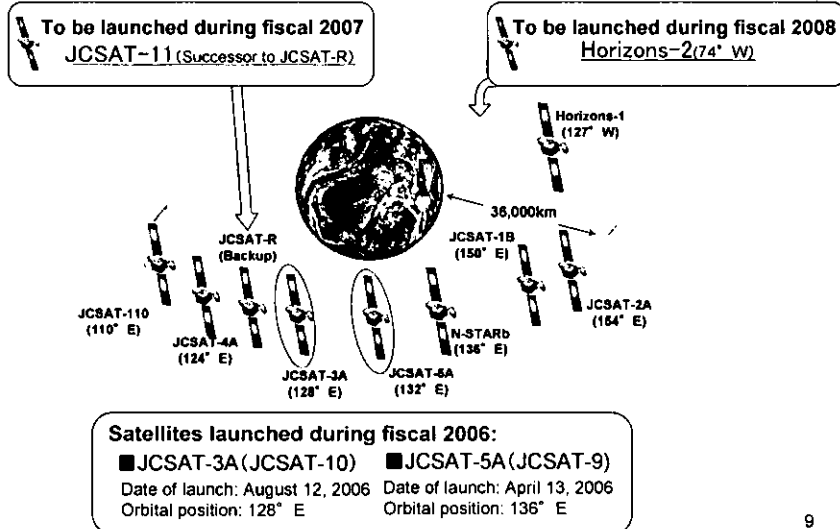 To be launched during fiscal 2007
JCSAT-11(Successor to JCSAT-R)
To be launched during fiscal 2008
Horizons-2(74° W)
Horizons-1
(127° W)
36,000km
JCSAT-R
(Backup)
JCSAT-1B
(150° E)
JCSAT-110
(110° E)
JCSAT-4A
(124° E)
JCSAT-3A
(128° E)
JCSAT-5A
(132° E)
N-STARb
(136° E)
JCSAT-2A
(154° E)
Satellites launched during fiscal 2006:
■JCSAT-3A(JCSAT-10) ■JCSAT-5A(JCSAT-9)
Date of launch: August 12, 2006 Date of launch: April 13, 2006
Orbital position: 128° E Orbital position: 136° E
9